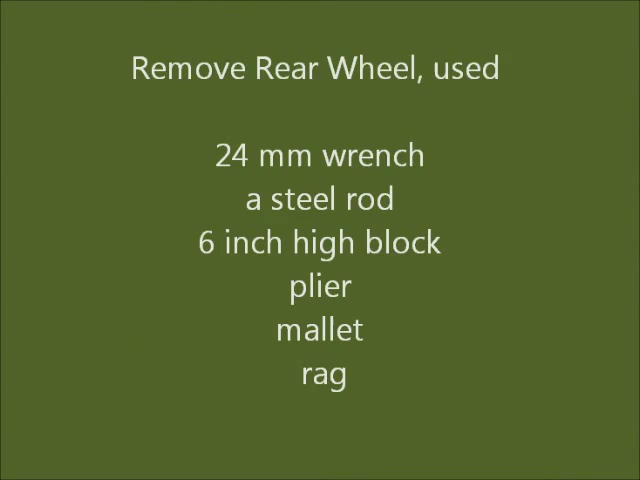 Remove Rear Wheel, used
24 mm wrench
a steel rod
6 inch high block
plier
mallet
rag